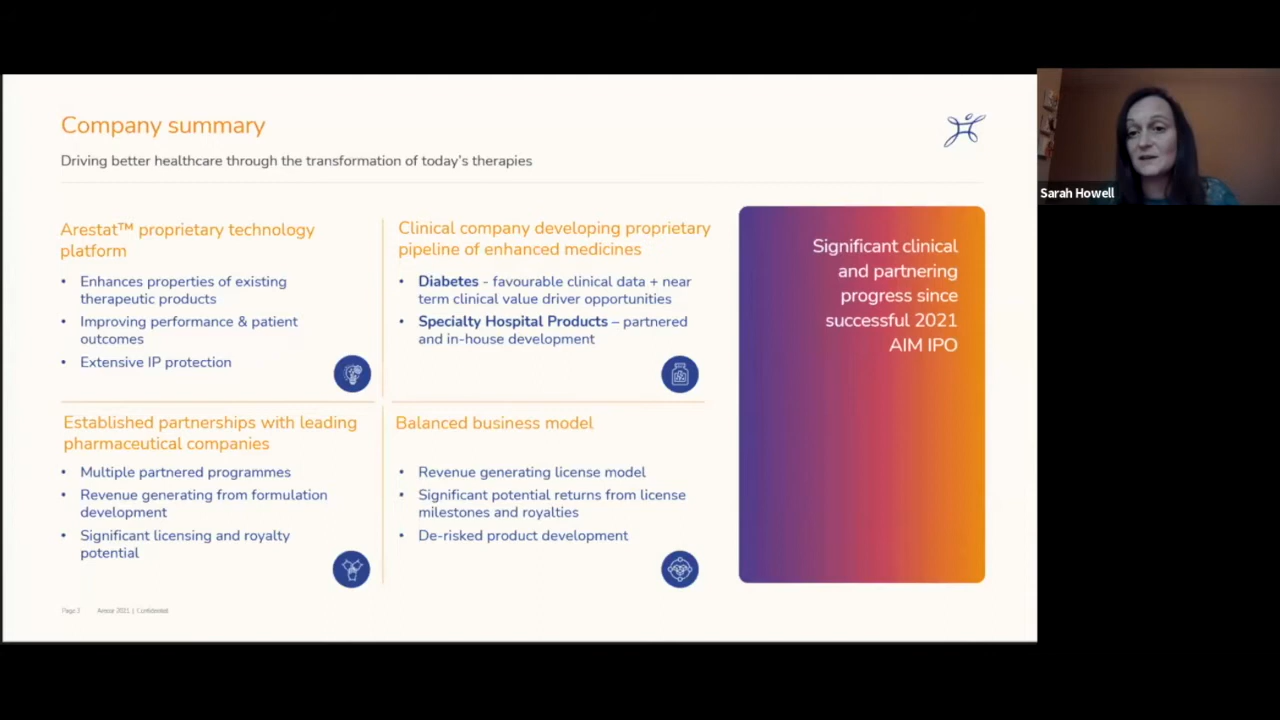 Company summary
Driving better healthcare through the transformation of today's therapies
Arestat™ proprietary technology
platform
• Enhances properties of existing
therapeutic products
• Improving performance & patient
outcomes
• Extensive IP protection
Clinical company developing proprietary
pipeline of enhanced medicines
• Diabetes - favourable clinical data + near
term clinical value driver opportunities
• Specialty Hospital Products – partnered
and in-house development
Established partnerships with leading
pharmaceutical companies
• Multiple partnered programmes
• Revenue generating from formulation
development
• Significant licensing and royalty
potential
Balanced business model
• Revenue generating license model
• Significant potential returns from license
milestones and royalties
• De-risked product development
Significant clinical
and partnering
progress since
successful 2021
AIM IPO
Page 3 Arecor 2021 | Confidential
Sarah Howell